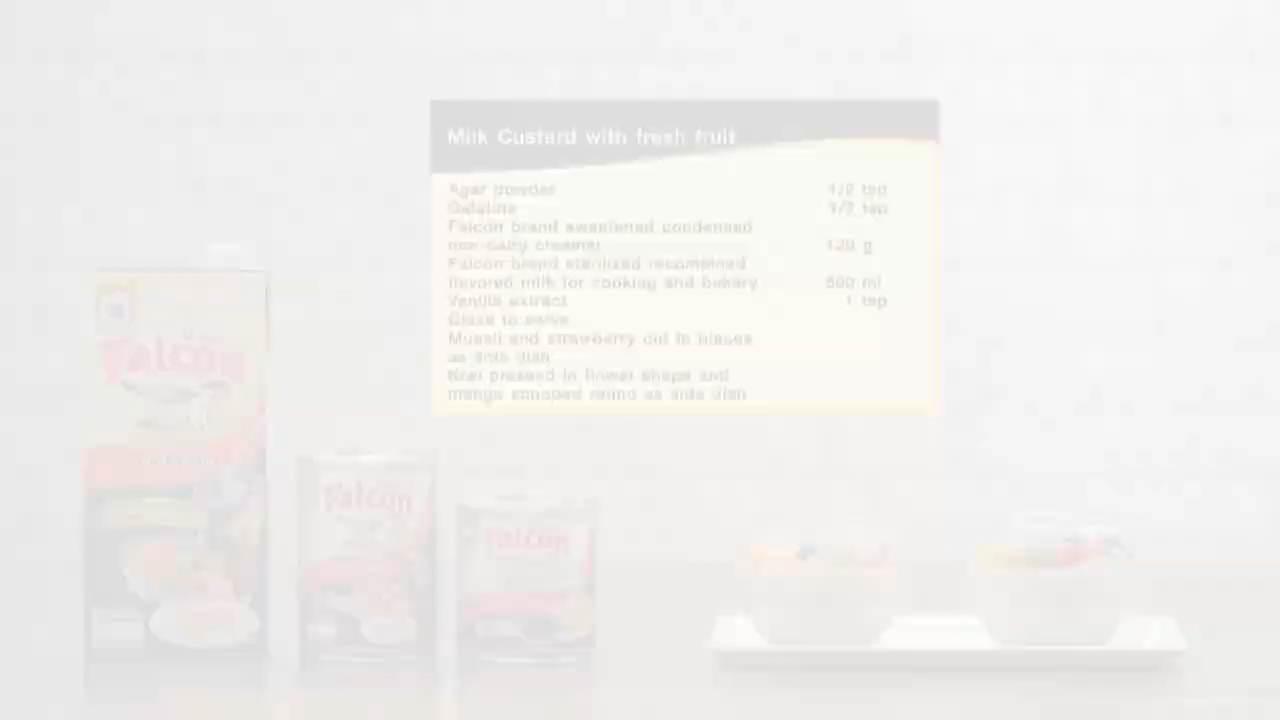 Milk Custard with fresh fruit
Agar powder 1/2 tsp
Gelatine 1/2 tsp
Falcon brand sweetened condensed
non-dairy creamer 120 g
Falcon brand sterilized recombined
flavored milk for cooking and bakery 500 ml
Vanilla extract 1 tsp
Glass to serve
Muesli and strawberry cut to pieces
as side dish
Kiwi pressed in flower shape and
mango scooped round as side dish
Falcon
Falcon
Falcon